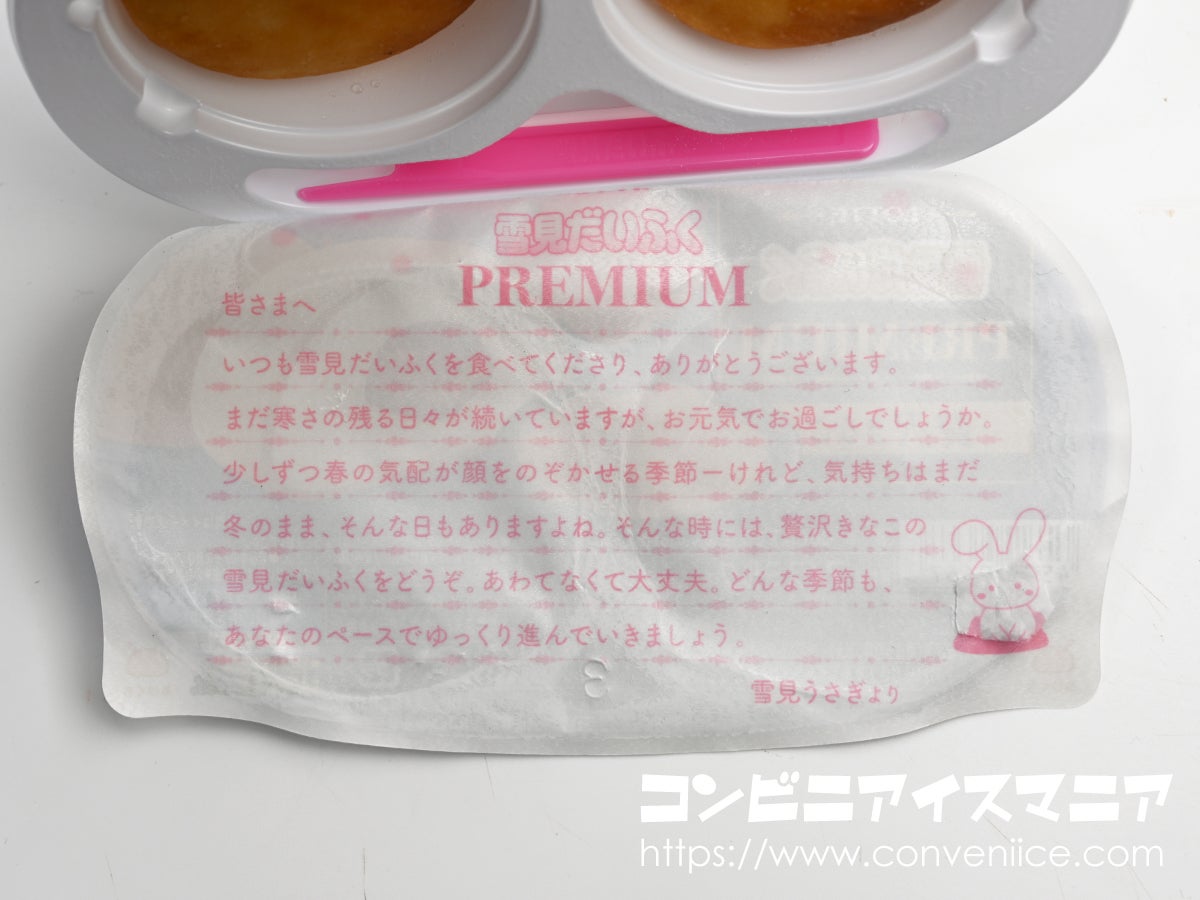 雪見だいふく
PREMIUM
皆さまへ
いつも雪見だいふくを食べてくださり、ありがとうございます。
まだ寒さの残る日々が続いていますが、お元気でお過ごしでしょうか。
少しずつ春の気配が顔をのぞかせる季節ーけれど、気持ちはまだ
冬のまま、そんな日もありますよね。そんな時には、贅沢きなこの
雪見だいふくをどうぞ。あわてなくて大丈夫。どんな季節も、
あなたのペースでゆっくり進んでいきましょう。
雪見うさぎより
コンビニアイスマニア
https://www.conveniice.com